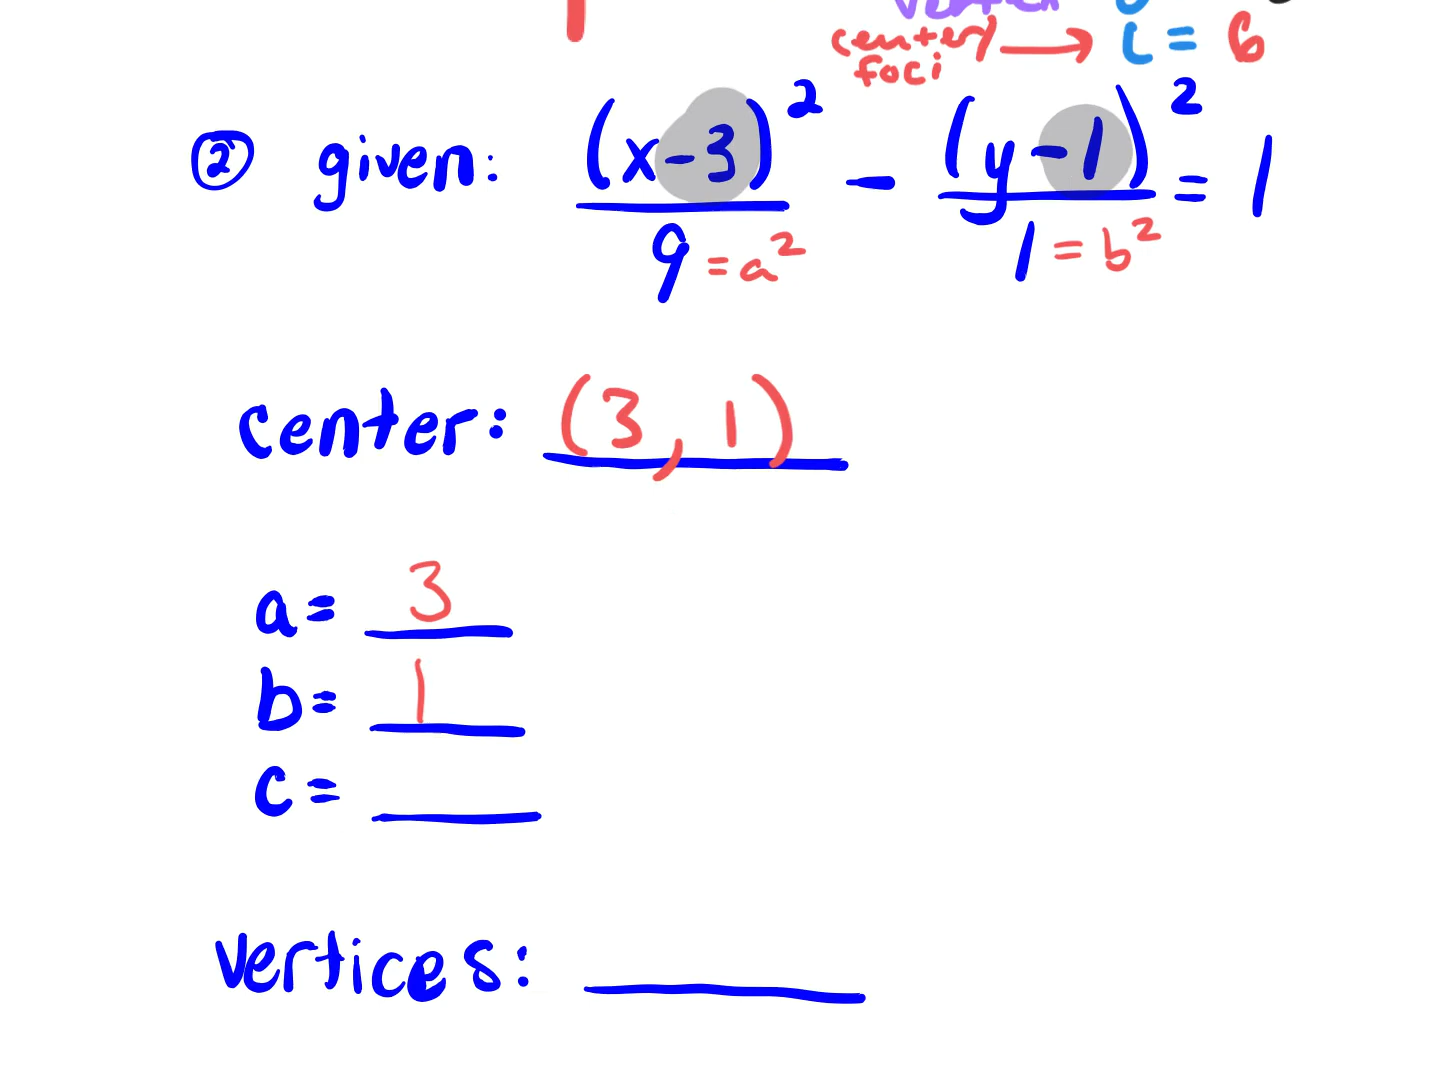 center/ → c = 6
foci
② given: (x-3)² / 9 = a² - (y-1)² / 1 = b² = 1
center: (3, 1)
a= 3
b= 1
c=
vertices: